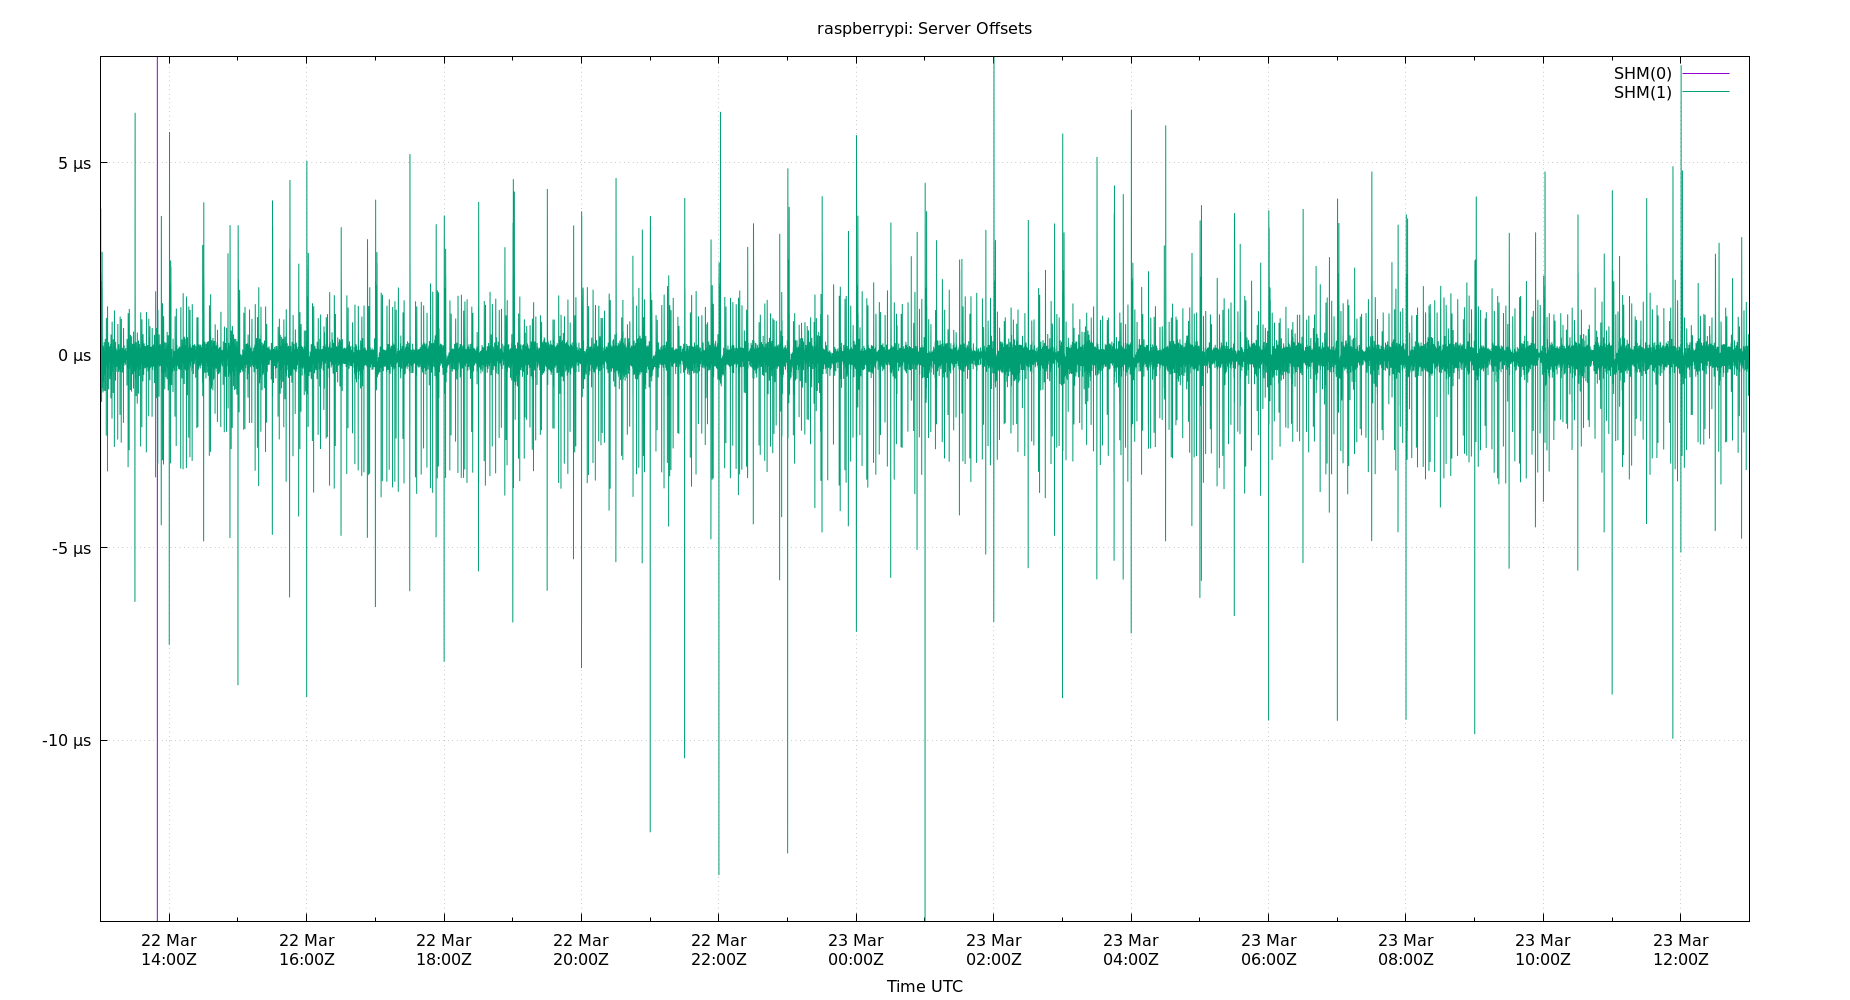 raspberrypi: Server Offsets
SHM(0)
SHM(1)
5 µs
0 µs
-5 µs
-10 µs
22 Mar 22 Mar 22 Mar 22 Mar 22 Mar 23 Mar 23 Mar 23 Mar 23 Mar 23 Mar 23 Mar 23 Mar
14:00Z 16:00Z 18:00Z 20:00Z 22:00Z 00:00Z 02:00Z 04:00Z 06:00Z 08:00Z 10:00Z 12:00Z
Time UTC